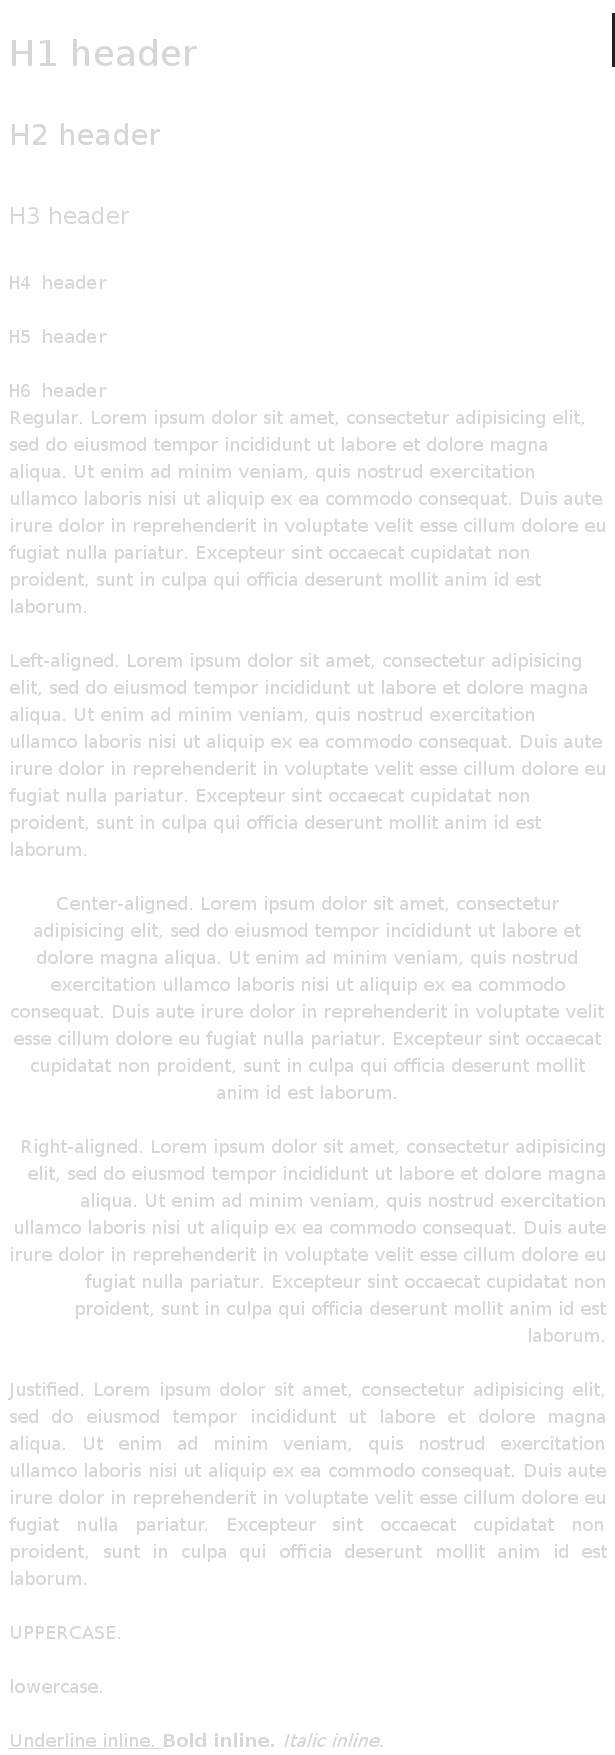 H1 header
H2 header
H3 header
H4 header
H5 header
H6 header
Regular. Lorem ipsum dolor sit amet, consectetur adipisicing elit,
sed do eiusmod tempor incididunt ut labore et dolore magna
aliqua. Ut enim ad minim veniam, quis nostrud exercitation
ullamco laboris nisi ut aliquip ex ea commodo consequat. Duis aute
irure dolor in reprehenderit in voluptate velit esse cillum dolore eu
fugiat nulla pariatur. Excepteur sint occaecat cupidatat non
proident, sunt in culpa qui officia deserunt mollit anim id est
laborum.
Left-aligned. Lorem ipsum dolor sit amet, consectetur adipisicing
elit, sed do eiusmod tempor incididunt ut labore et dolore magna
aliqua. Ut enim ad minim veniam, quis nostrud exercitation
ullamco laboris nisi ut aliquip ex ea commodo consequat. Duis aute
irure dolor in reprehenderit in voluptate velit esse cillum dolore eu
fugiat nulla pariatur. Excepteur sint occaecat cupidatat non
proident, sunt in culpa qui officia deserunt mollit anim id est
laborum.
Center-aligned. Lorem ipsum dolor sit amet, consectetur
adipisicing elit, sed do eiusmod tempor incididunt ut labore et
dolore magna aliqua. Ut enim ad minim veniam, quis nostrud
exercitation ullamco laboris nisi ut aliquip ex ea commodo
consequat. Duis aute irure dolor in reprehenderit in voluptate velit
esse cillum dolore eu fugiat nulla pariatur. Excepteur sint occaecat
cupidatat non proident, sunt in culpa qui officia deserunt mollit
anim id est laborum.
Right-aligned. Lorem ipsum dolor sit amet, consectetur adipisicing
elit, sed do eiusmod tempor incididunt ut labore et dolore magna
aliqua. Ut enim ad minim veniam, quis nostrud exercitation
ullamco laboris nisi ut aliquip ex ea commodo consequat. Duis aute
irure dolor in reprehenderit in voluptate velit esse cillum dolore eu
fugiat nulla pariatur. Excepteur sint occaecat cupidatat non
proident, sunt in culpa qui officia deserunt mollit anim id est
laborum.
Justified. Lorem ipsum dolor sit amet, consectetur adipisicing elit,
sed do eiusmod tempor incididunt ut labore et dolore magna
aliqua. Ut enim ad minim veniam, quis nostrud exercitation
ullamco laboris nisi ut aliquip ex ea commodo consequat. Duis aute
irure dolor in reprehenderit in voluptate velit esse cillum dolore eu
fugiat nulla pariatur. Excepteur sint occaecat cupidatat non
proident, sunt in culpa qui officia deserunt mollit anim id est
laborum.
UPPERCASE.
lowercase.
Underline inline. Bold inline. Italic inline.